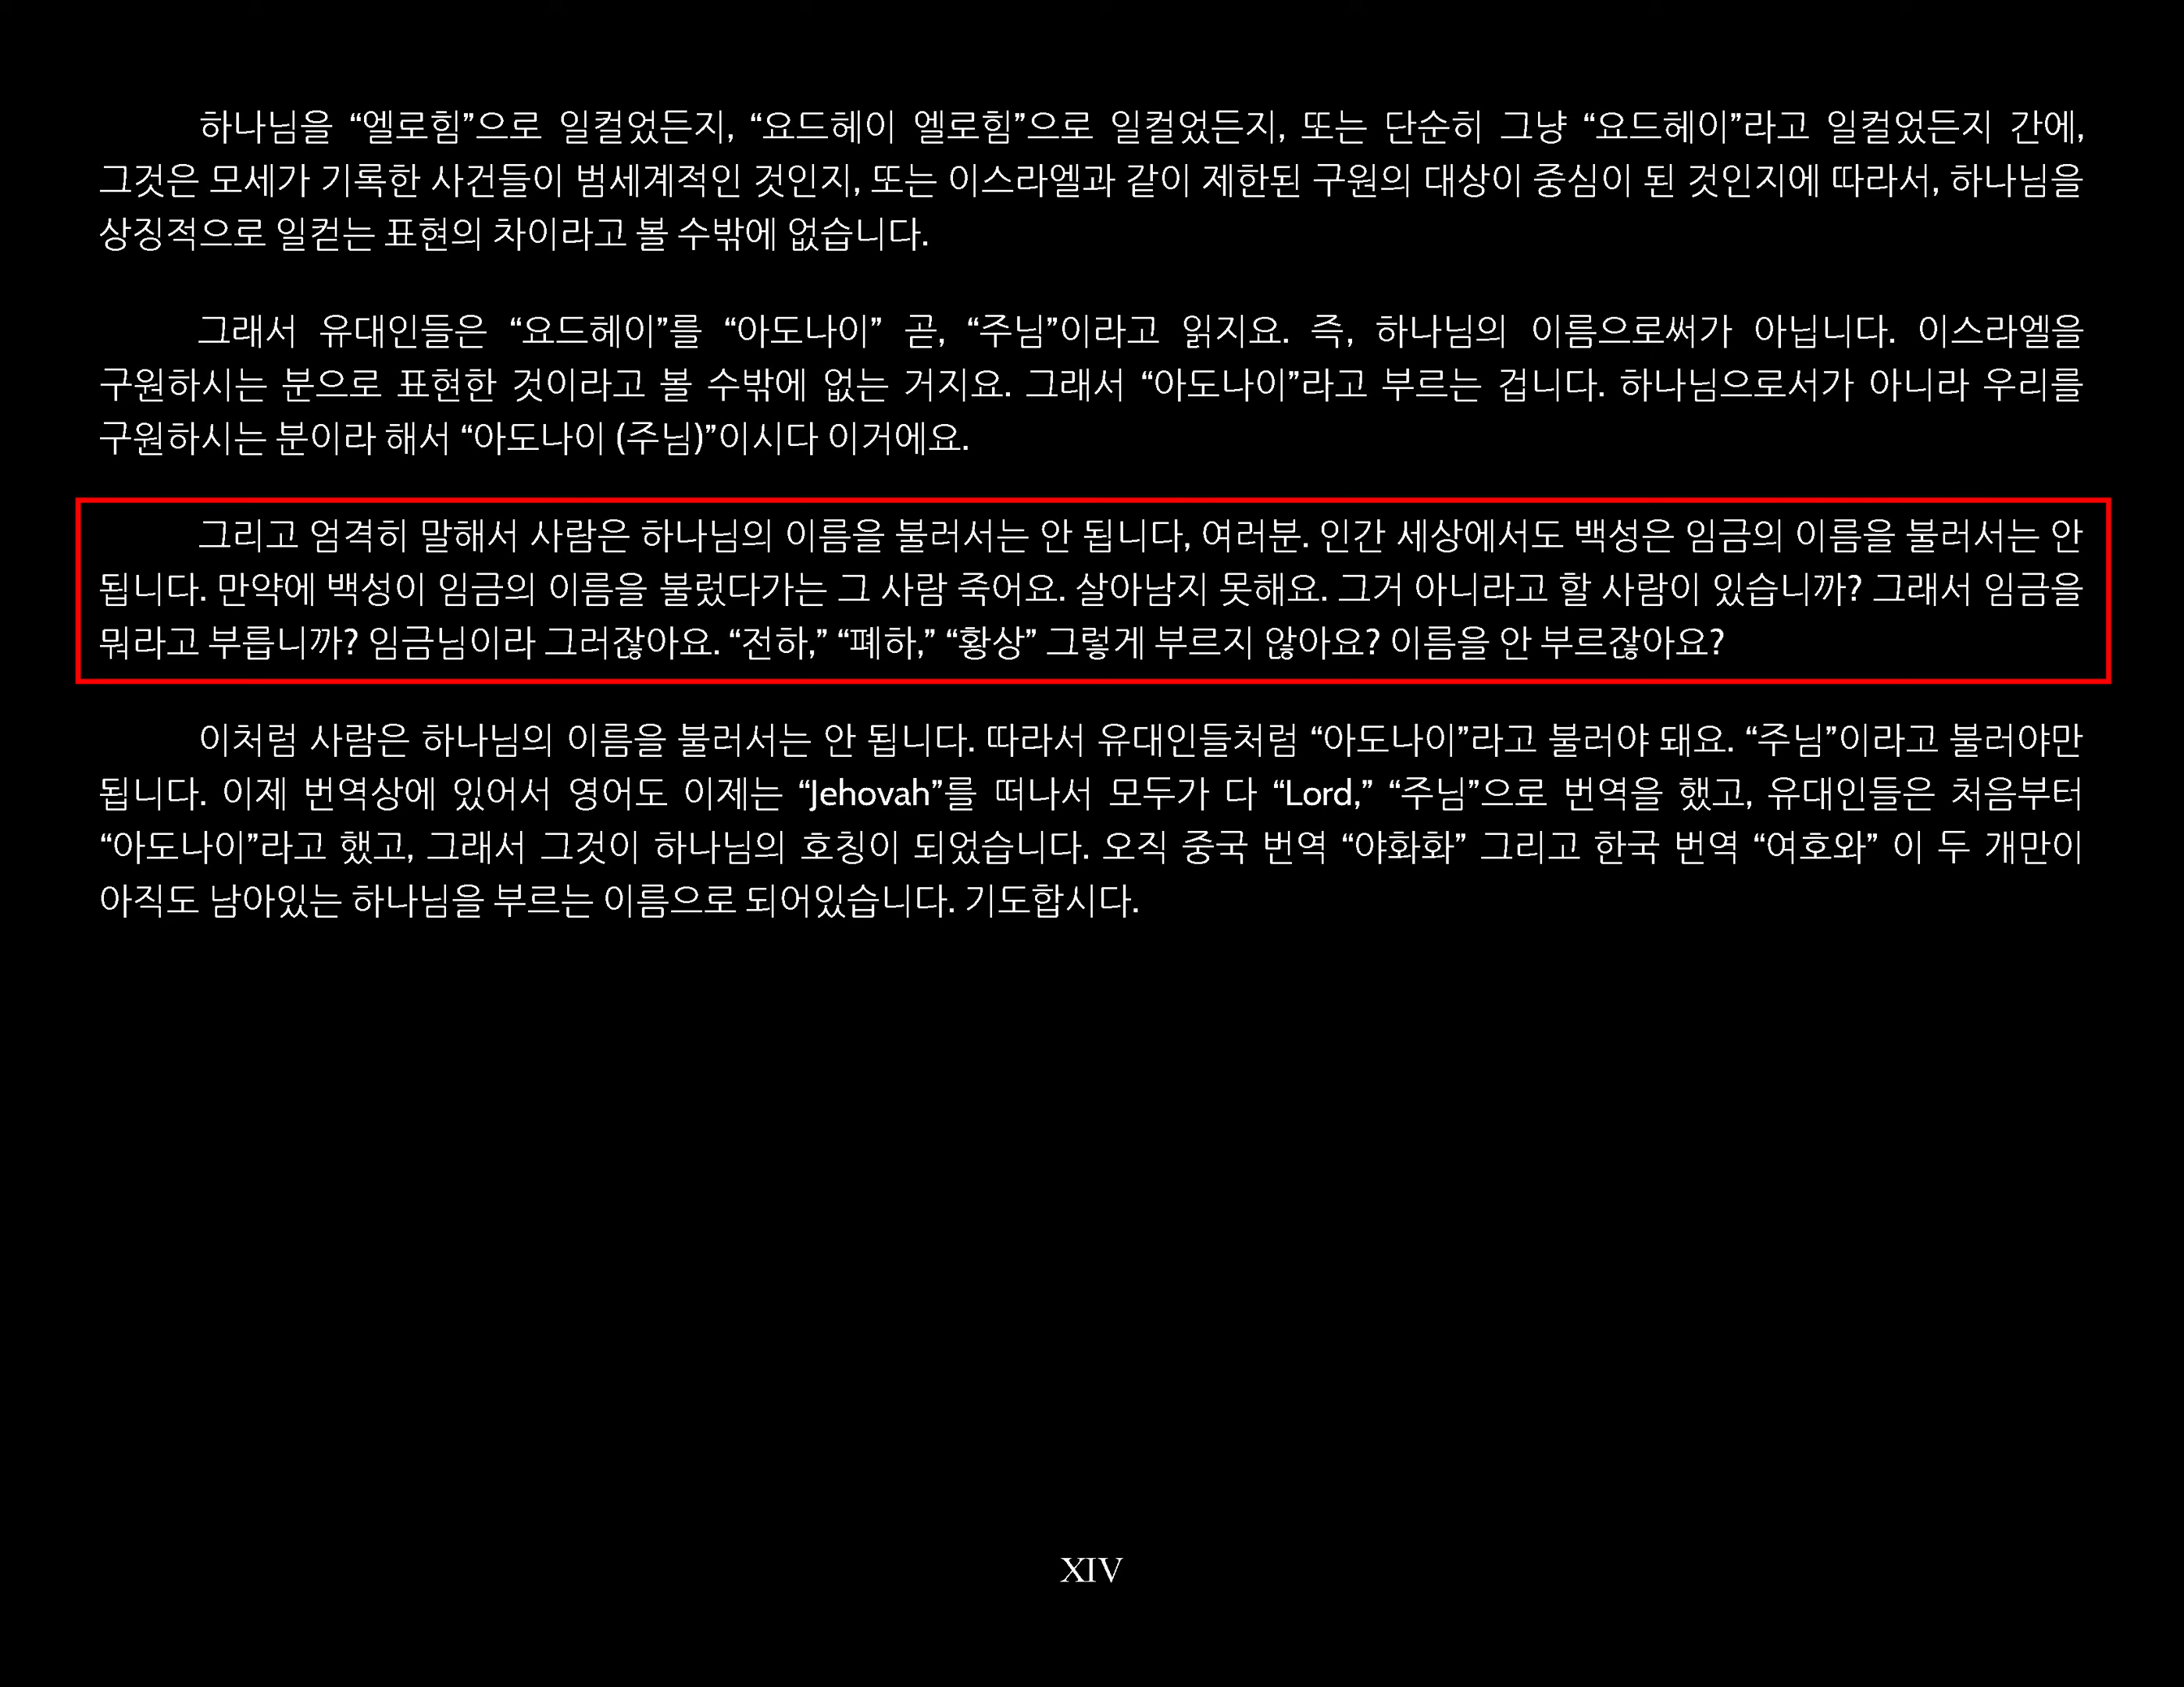 하나님을 “엘로힘”으로 일컬었든지, “요드헤이 엘로힘”으로 일컬었든지, 또는 단순히 그냥 “요드헤이”라고 일컬었든지 간에,
그것은 모세가 기록한 사건들이 범세계적인 것인지, 또는 이스라엘과 같이 제한된 구원의 대상이 중심이 된 것인지에 따라서, 하나님을
상징적으로 일컫는 표현의 차이라고 볼 수밖에 없습니다.
그래서 유대인들은 “요드헤이”를 “아도나이” 곧, “주님”이라고 읽지요. 즉, 하나님의 이름으로써가 아닙니다. 이스라엘을
구원하시는 분으로 표현한 것이라고 볼 수밖에 없는 거지요. 그래서 “아도나이”라고 부르는 겁니다. 하나님으로서가 아니라 우리를
구원하시는 분이라 해서 “아도나이 (주님)”이시다 이거에요.
그리고 엄격히 말해서 사람은 하나님의 이름을 불러서는 안 됩니다, 여러분. 인간 세상에서도 백성은 임금의 이름을 불러서는 안
됩니다. 만약에 백성이 임금의 이름을 불렀다가는 그 사람 죽어요. 살아남지 못해요. 그거 아니라고 할 사람이 있습니까? 그래서 임금을
뭐라고 부릅니까? 임금님이라 그러잖아요. “전하,” “폐하,” “황상” 그렇게 부르지 않아요? 이름을 안 부르잖아요?
이처럼 사람은 하나님의 이름을 불러서는 안 됩니다. 따라서 유대인들처럼 “아도나이”라고 불러야 돼요. “주님”이라고 불러야만
됩니다. 이제 번역상에 있어서 영어도 이제는 “Jehovah”를 떠나서 모두가 다 “Lord,” “주님”으로 번역을 했고, 유대인들은 처음부터
“아도나이”라고 했고, 그래서 그것이 하나님의 호칭이 되었습니다. 오직 중국 번역 “야화화” 그리고 한국 번역 “여호와” 이 두 개만이
아직도 남아있는 하나님을 부르는 이름으로 되어있습니다. 기도합시다.
XIV